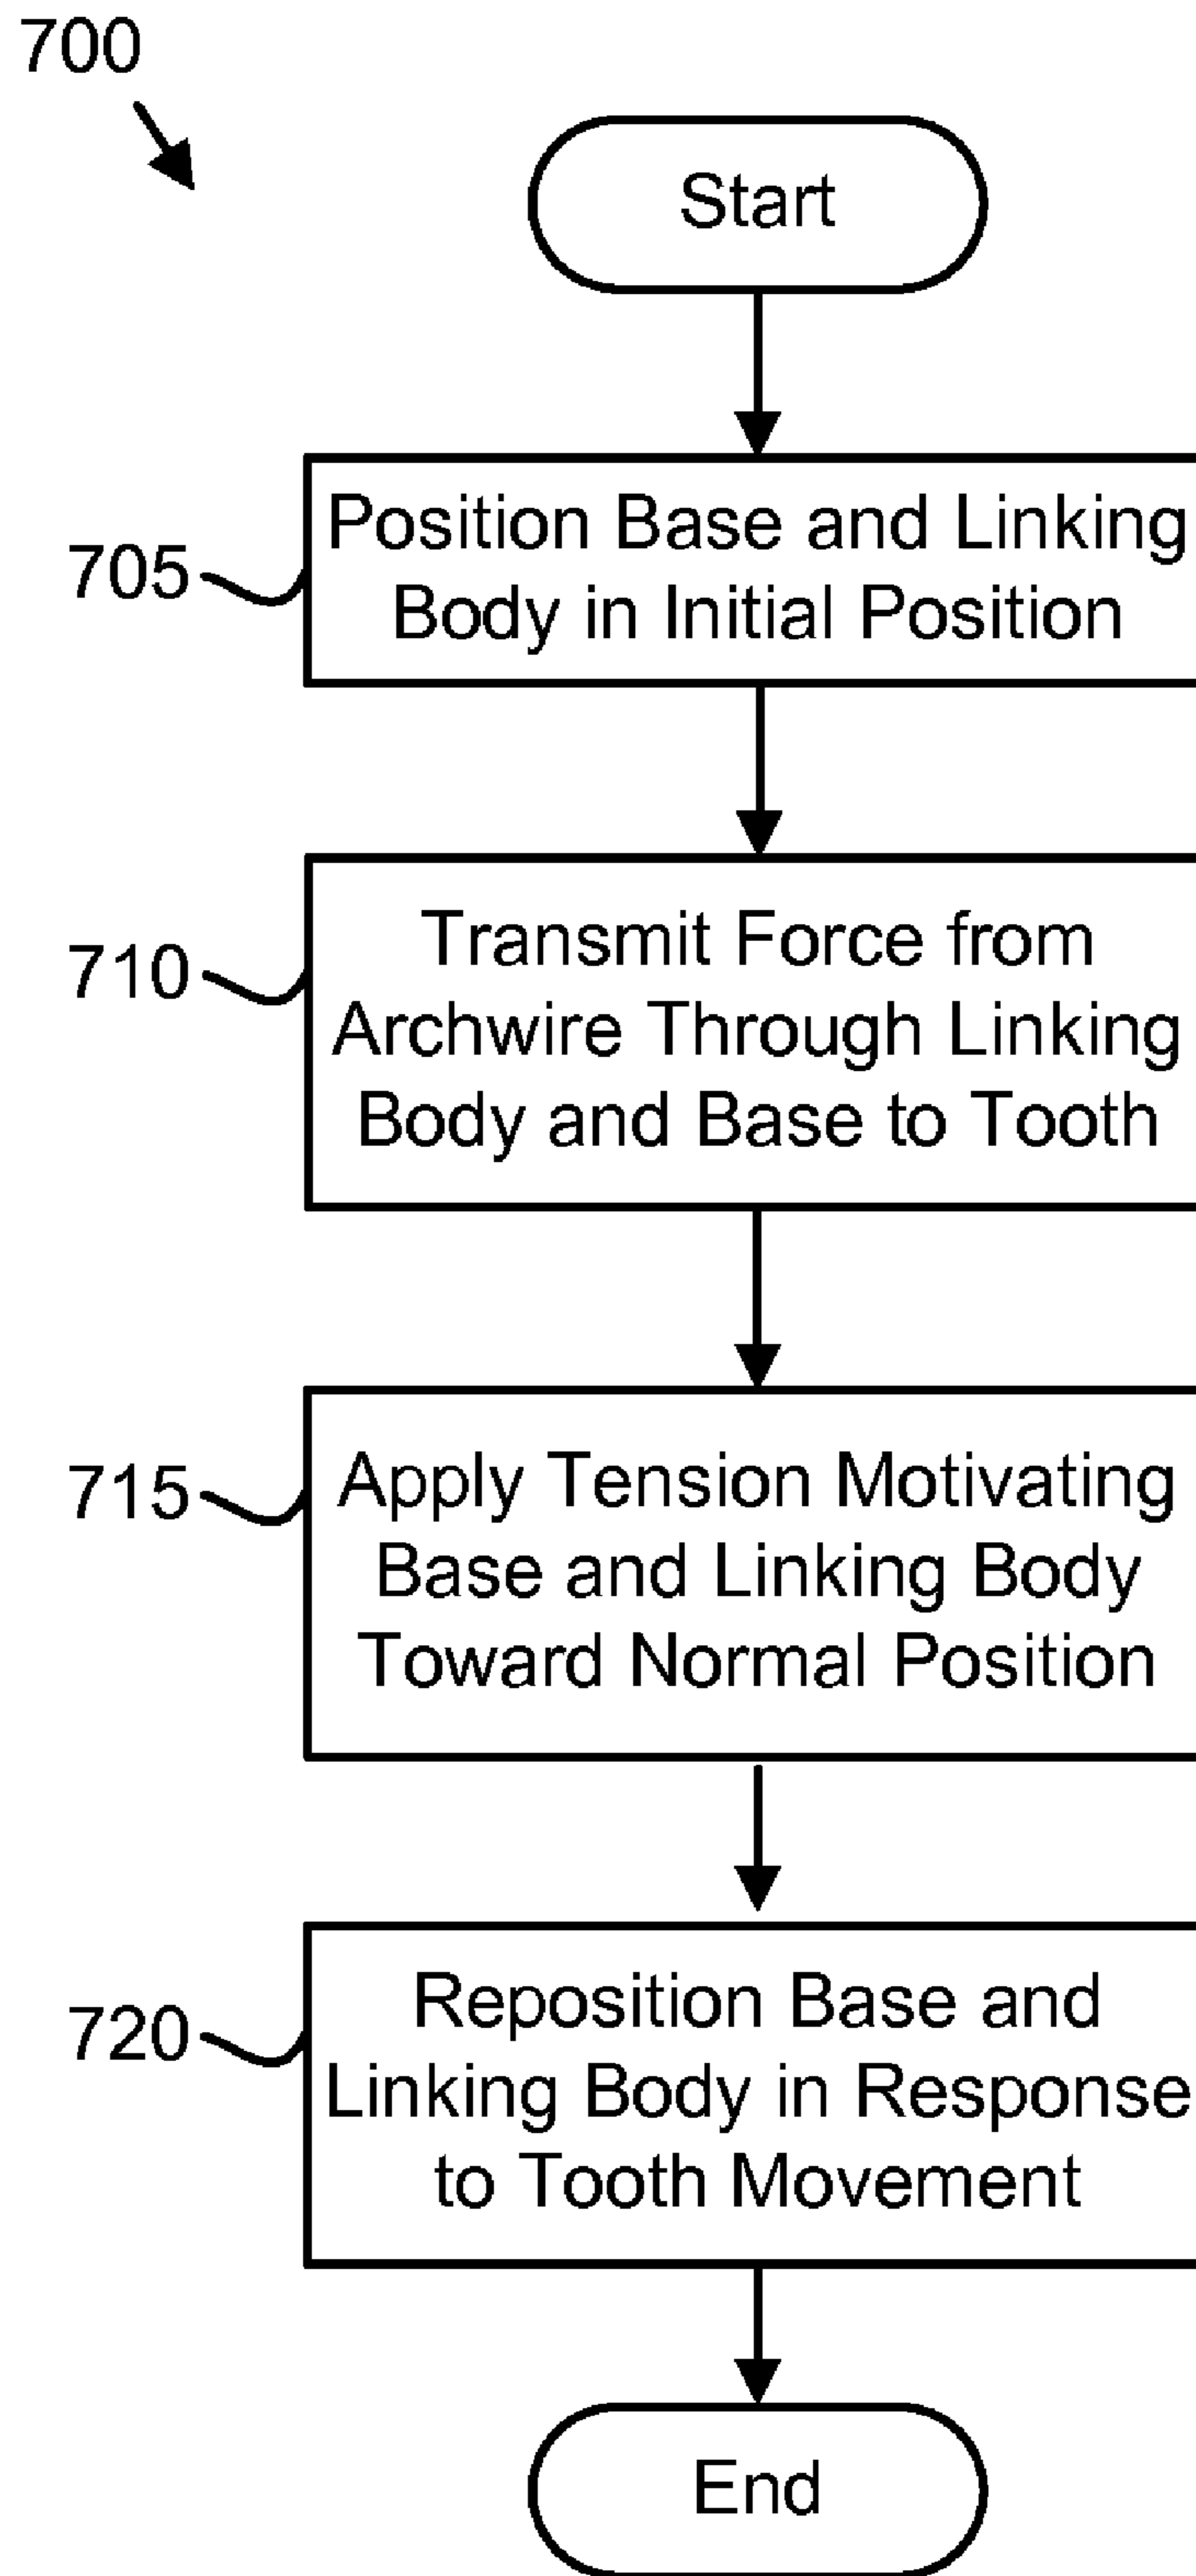 700
Start
705
Position Base and Linking
Body in Initial Position
710
Transmit Force from
Archwire Through Linking
Body and Base to Tooth
715
Apply Tension Motivating
Base and Linking Body
Toward Normal Position
720
Reposition Base and
Linking Body in Response
to Tooth Movement
End